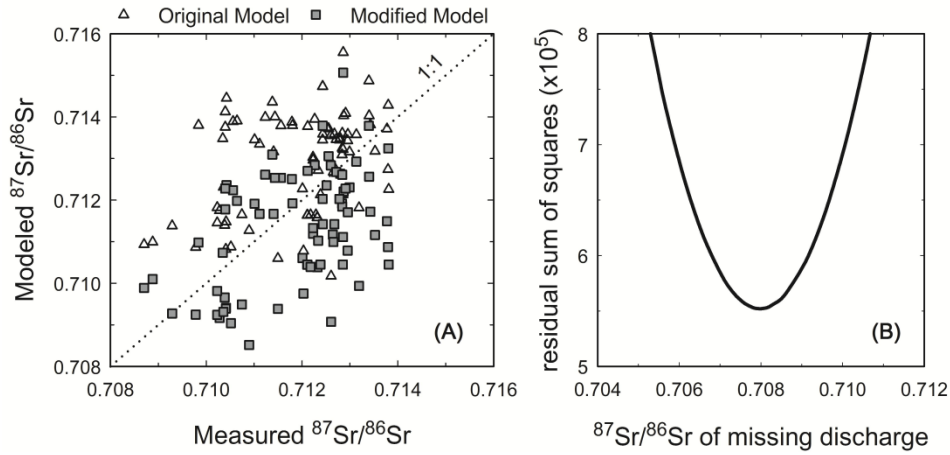 Original Model Modified Model
0.716
0.714
0.712
0.710
0.708
Modeled ⁸⁷Sr/⁸⁶Sr
1:1
(A)
0.708 0.710 0.712 0.714 0.716
Measured ⁸⁷Sr/⁸⁶Sr
8
7
6
5
residual sum of squares (x10⁵)
(B)
0.704 0.706 0.708 0.710 0.712
⁸⁷Sr/⁸⁶Sr of missing discharge